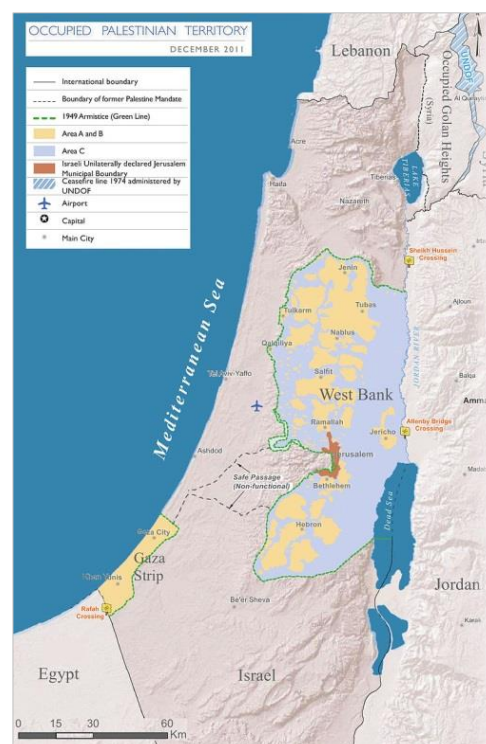 OCCUPIED PALESTINIAN TERRITORY
DECEMBER 2011
International boundary
Boundary of former Palestine Mandate
1949 Armistice (Green Line)
Area A and B
Area C
Israeli Unilaterally declared Jerusalem
Municipal Boundary
Ceasefire line 1974 administered by
UNDOF
Airport
Capital
Main City
Lebanon
UNDOF
Occupied Golan Heights
(Syria)
Acre
Haifa
Tiberias
LAKE
TIBERIAS
Nazareth
Sheikh Hussein
Crossing
Jenin
Ajloun
Tulkarm
Tubas
Nablus
Qalqiliya
JORDAN RIVER
Mediterranean Sea
Tel Aviv-Yaffo
Salfit
Balqa
West Bank
Ramallah
Jericho
Allenby Bridge
Crossing
Ashdod
Jerusalem
Safe Passage
(Non-functional)
Bethlehem
Dead Sea
Hebron
Gaza City
Gaza
Strip
Khan Yunis
Rafah
Crossing
Be'er Sheva
Jordan
Egypt
Israel
0 15 30 60
Km